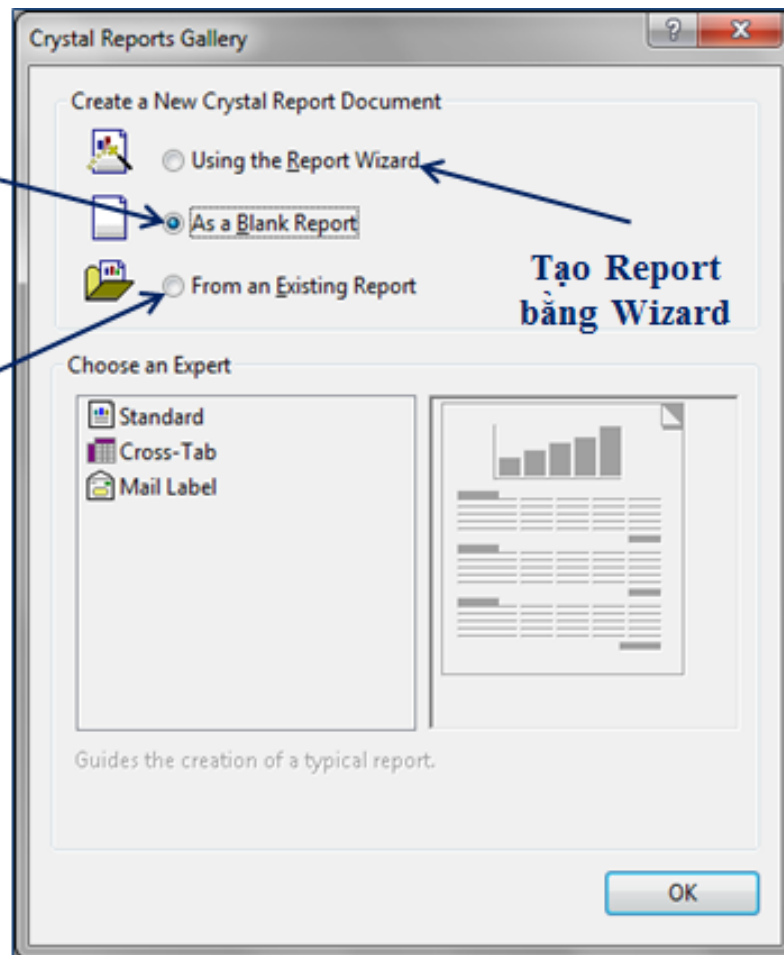 Crystal Reports Gallery
Create a New Crystal Report Document
Using the Report Wizard
As a Blank Report
From an Existing Report
Tạo Report
bằng Wizard
Choose an Expert
Standard
Cross-Tab
Mail Label
Guides the creation of a typical report.
OK